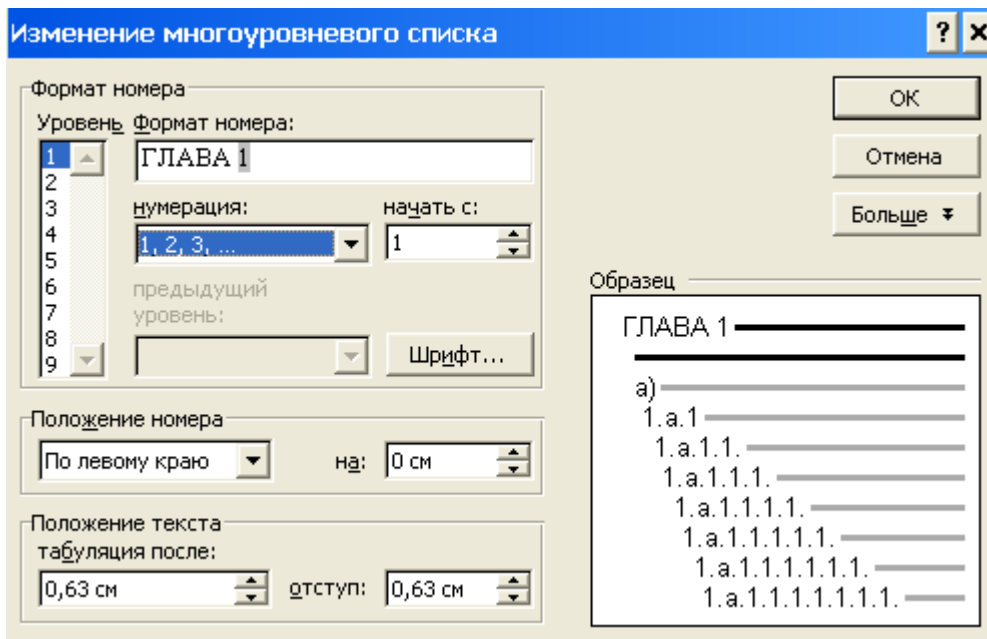 Изменение многоуровневого списка
Формат номера
Уровень Формат номера:
1
2
3
4
5
6
7
8
9
ГЛАВА 1
нумерация: начать с:
1, 2, 3, ... 1
предыдущий
уровень:
Шрифт...
Положение номера
По левому краю на: 0 см
Положение текста
табуляция после:
0,63 см отступ: 0,63 см
ОК
Отмена
Больше
Образец
ГЛАВА 1
a)
1.a.1
1.a.1.1.
1.a.1.1.1.
1.a.1.1.1.1.
1.a.1.1.1.1.1.
1.a.1.1.1.1.1.1.
1.a.1.1.1.1.1.1.1.